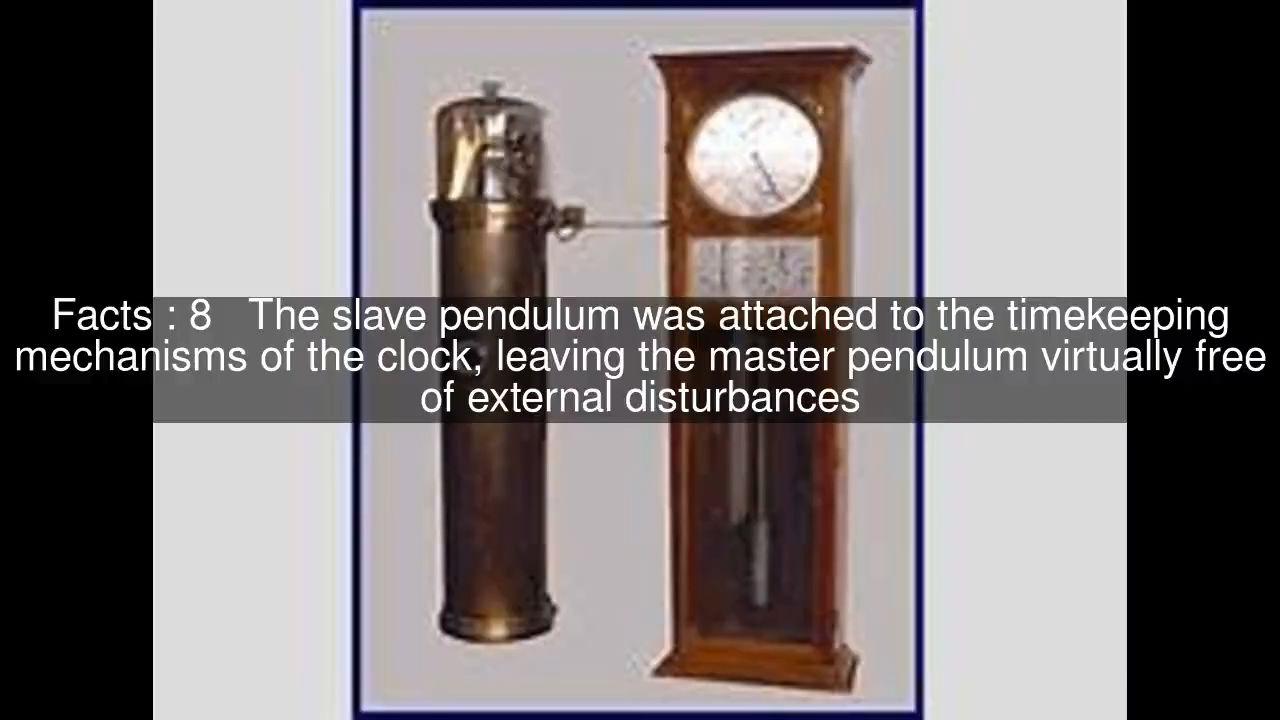 Facts : 8 The slave pendulum was attached to the timekeeping
mechanisms of the clock, leaving the master pendulum virtually free
of external disturbances